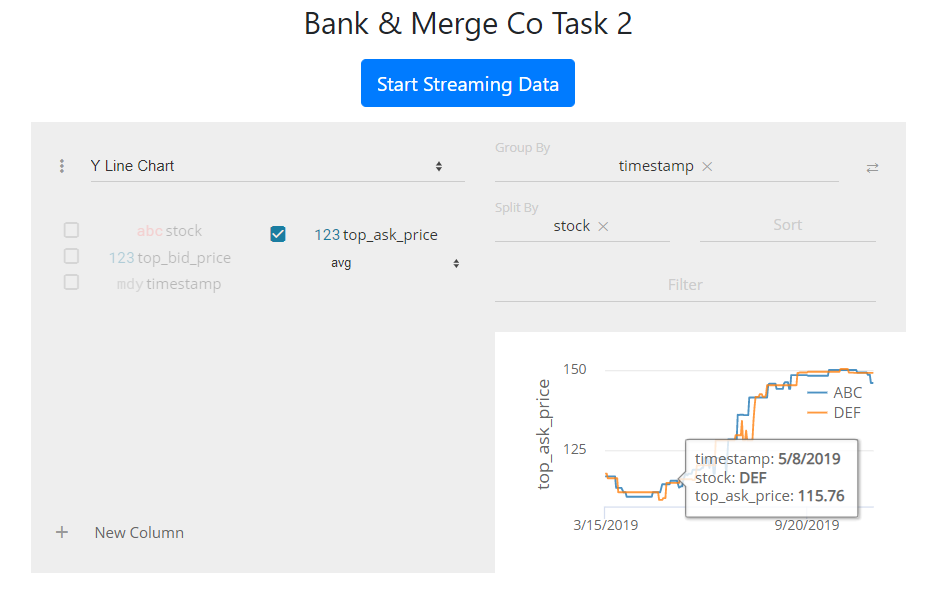 Bank & Merge Co Task 2
Start Streaming Data
Y Line Chart
Group By
timestamp
Split By
stock
Sort
Filter
abc stock
123 top_bid_price
mdy timestamp
123 top_ask_price
avg
New Column
top_ask_price
150
125
ABC
DEF
timestamp: 5/8/2019
stock: DEF
top_ask_price: 115.76
3/15/2019
9/20/2019